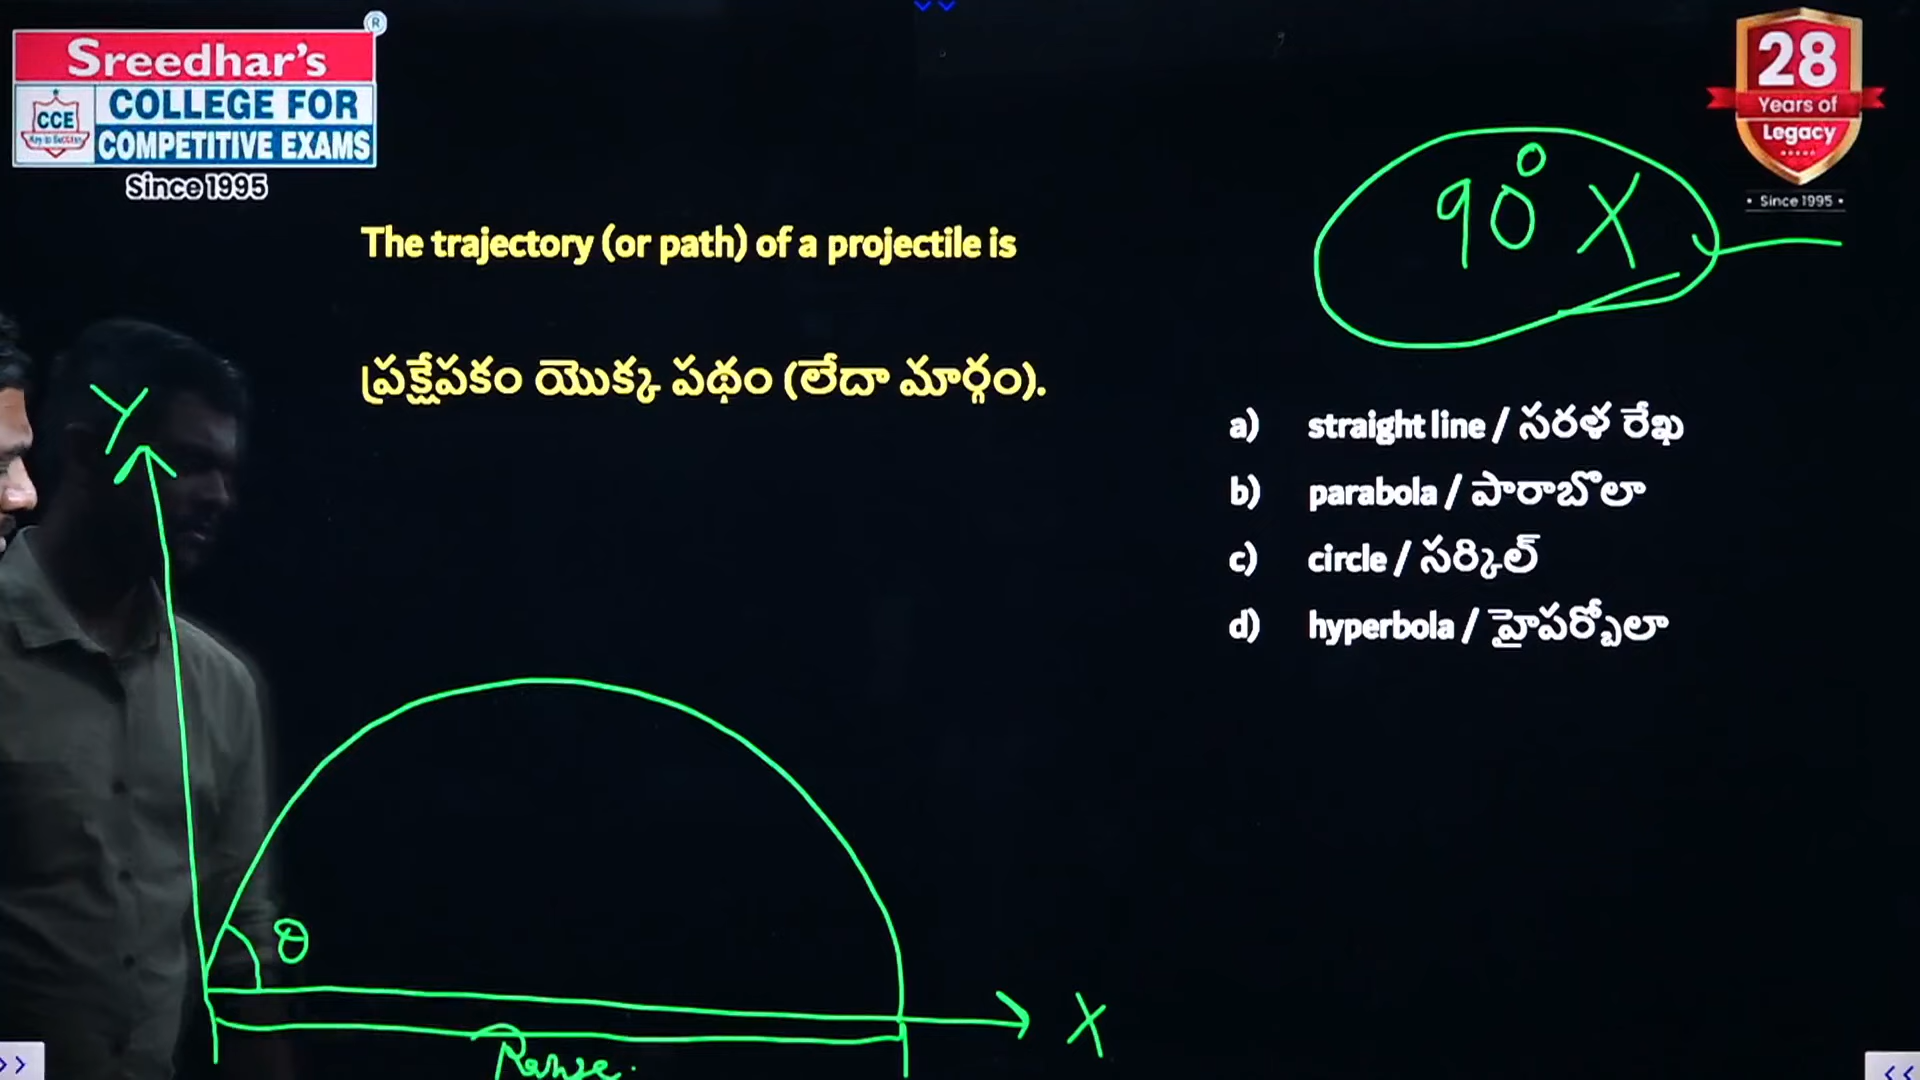 Sreedhar's
®
CCE
COLLEGE FOR
COMPETITIVE EXAMS
Since 1995
28
Years of
Legacy
• Since 1995 •
90° X
The trajectory (or path) of a projectile is
ప్రక్షేపకం యొక్క పథం (లేదా మార్గం).
a) straight line / సరళ రేఖ
b) parabola / పారాబొలా
c) circle / సర్కిల్
d) hyperbola / హైపర్బోలా
Y
θ
X
Range.
>>
<<